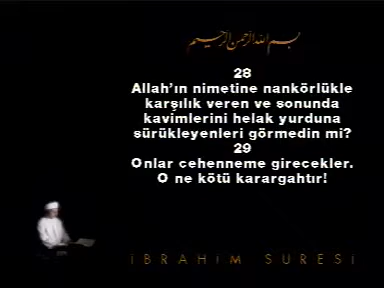 بسم الله الرحمن الرحيم
28
Allah’ın nimetine nankörlükle
karşılık veren ve sonunda
kavimlerini helak yurduna
sürükleyenleri görmedin mi?
29
Onlar cehenneme girecekler.
O ne kötü karargahtır!
İBRAHİM SURESİ